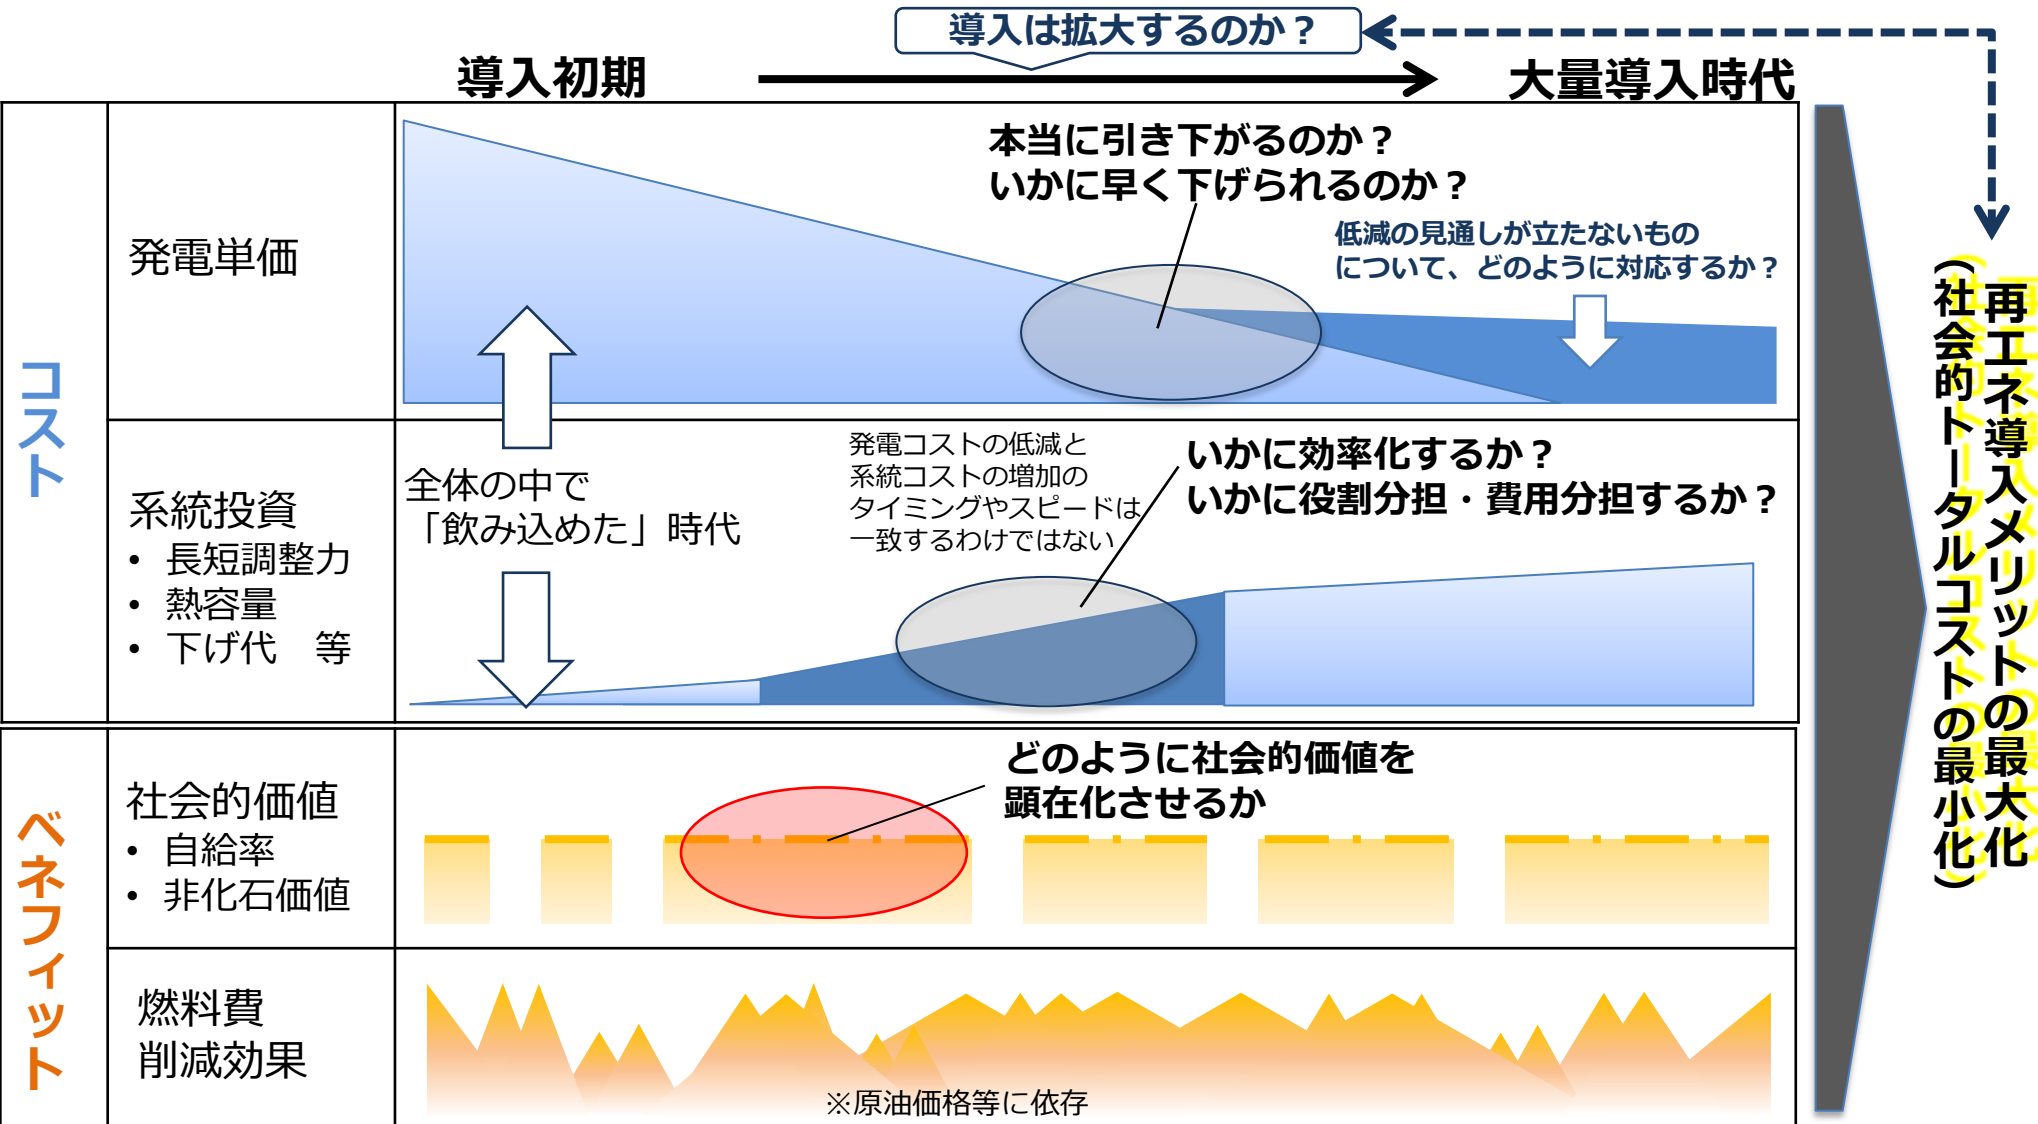 導入は拡大するのか？
導入初期
大量導入時代
コスト
発電単価
本当に引き下がるのか？
いかに早く下げられるのか？
低減の見通しが立たないもの
について、どのように対応するか？
系統投資
• 長短調整力
• 熱容量
• 下げ代　等
全体の中で
「飲み込めた」時代
発電コストの低減と
系統コストの増加の
タイミングやスピードは
一致するわけではない
いかに効率化するか？
いかに役割分担・費用分担するか？
ベネフィット
社会的価値
• 自給率
• 非化石価値
どのように社会的価値を
顕在化させるか
燃料費
削減効果
※原油価格等に依存
再エネ導入メリットの最大化
（社会的トータルコストの最小化）